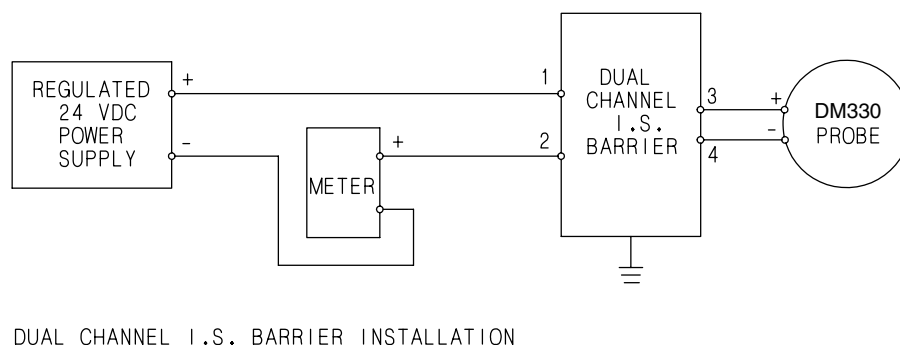 REGULATED
24 VDC
POWER
SUPPLY
+
-
METER
+
1
2
DUAL
CHANNEL
I.S.
BARRIER
3
4
+
-
DM330
PROBE
DUAL CHANNEL I.S. BARRIER INSTALLATION